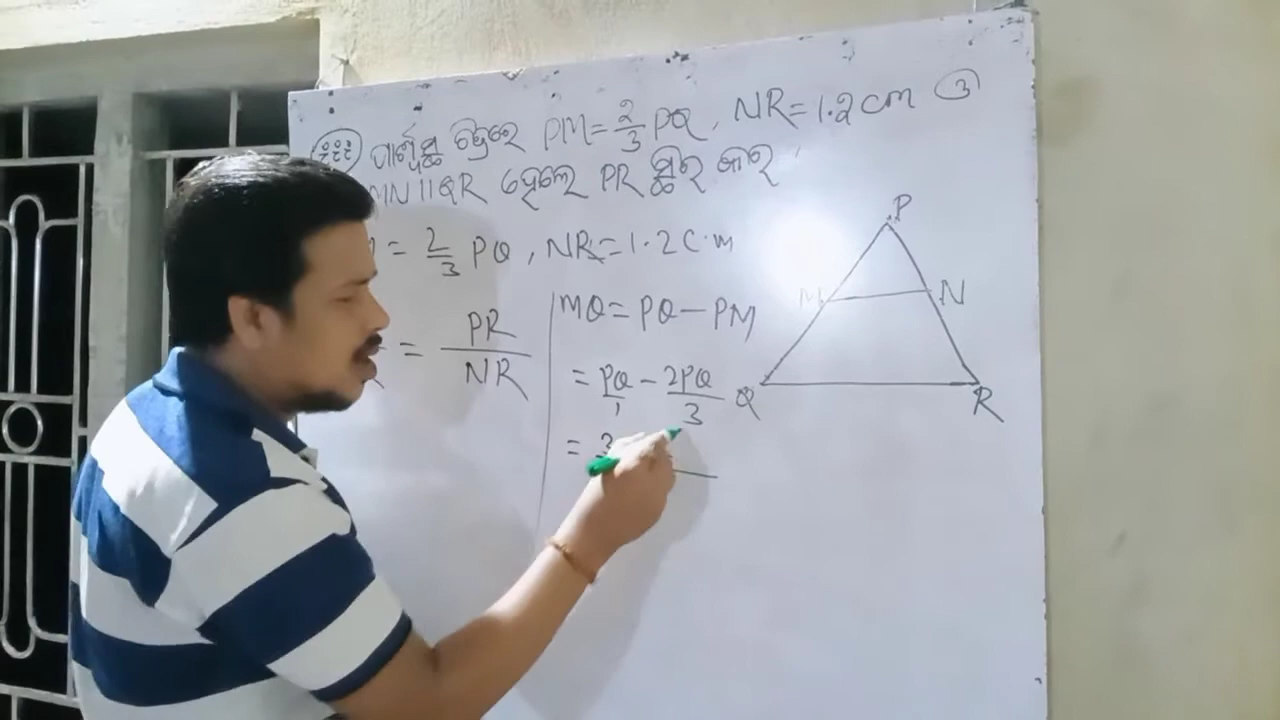 ପାର୍ଶ୍ୱସ୍ଥ ଚିତ୍ରରେ PM = 2/3 PQ, NR = 1.2 cm ③
MN || QR ହେଲେ PR ସ୍ଥିର କର
= 2/3 PQ, NR = 1.2 c.m
= PR/NR
MQ = PQ - PM
= PQ/1 - 2PQ/3
= 3
P
M N
Q R